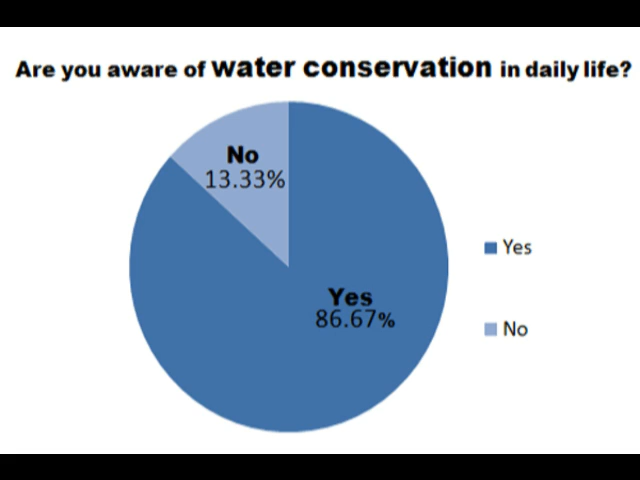 Are you aware of water conservation in daily life?
No
13.33%
Yes
86.67%
Yes
No